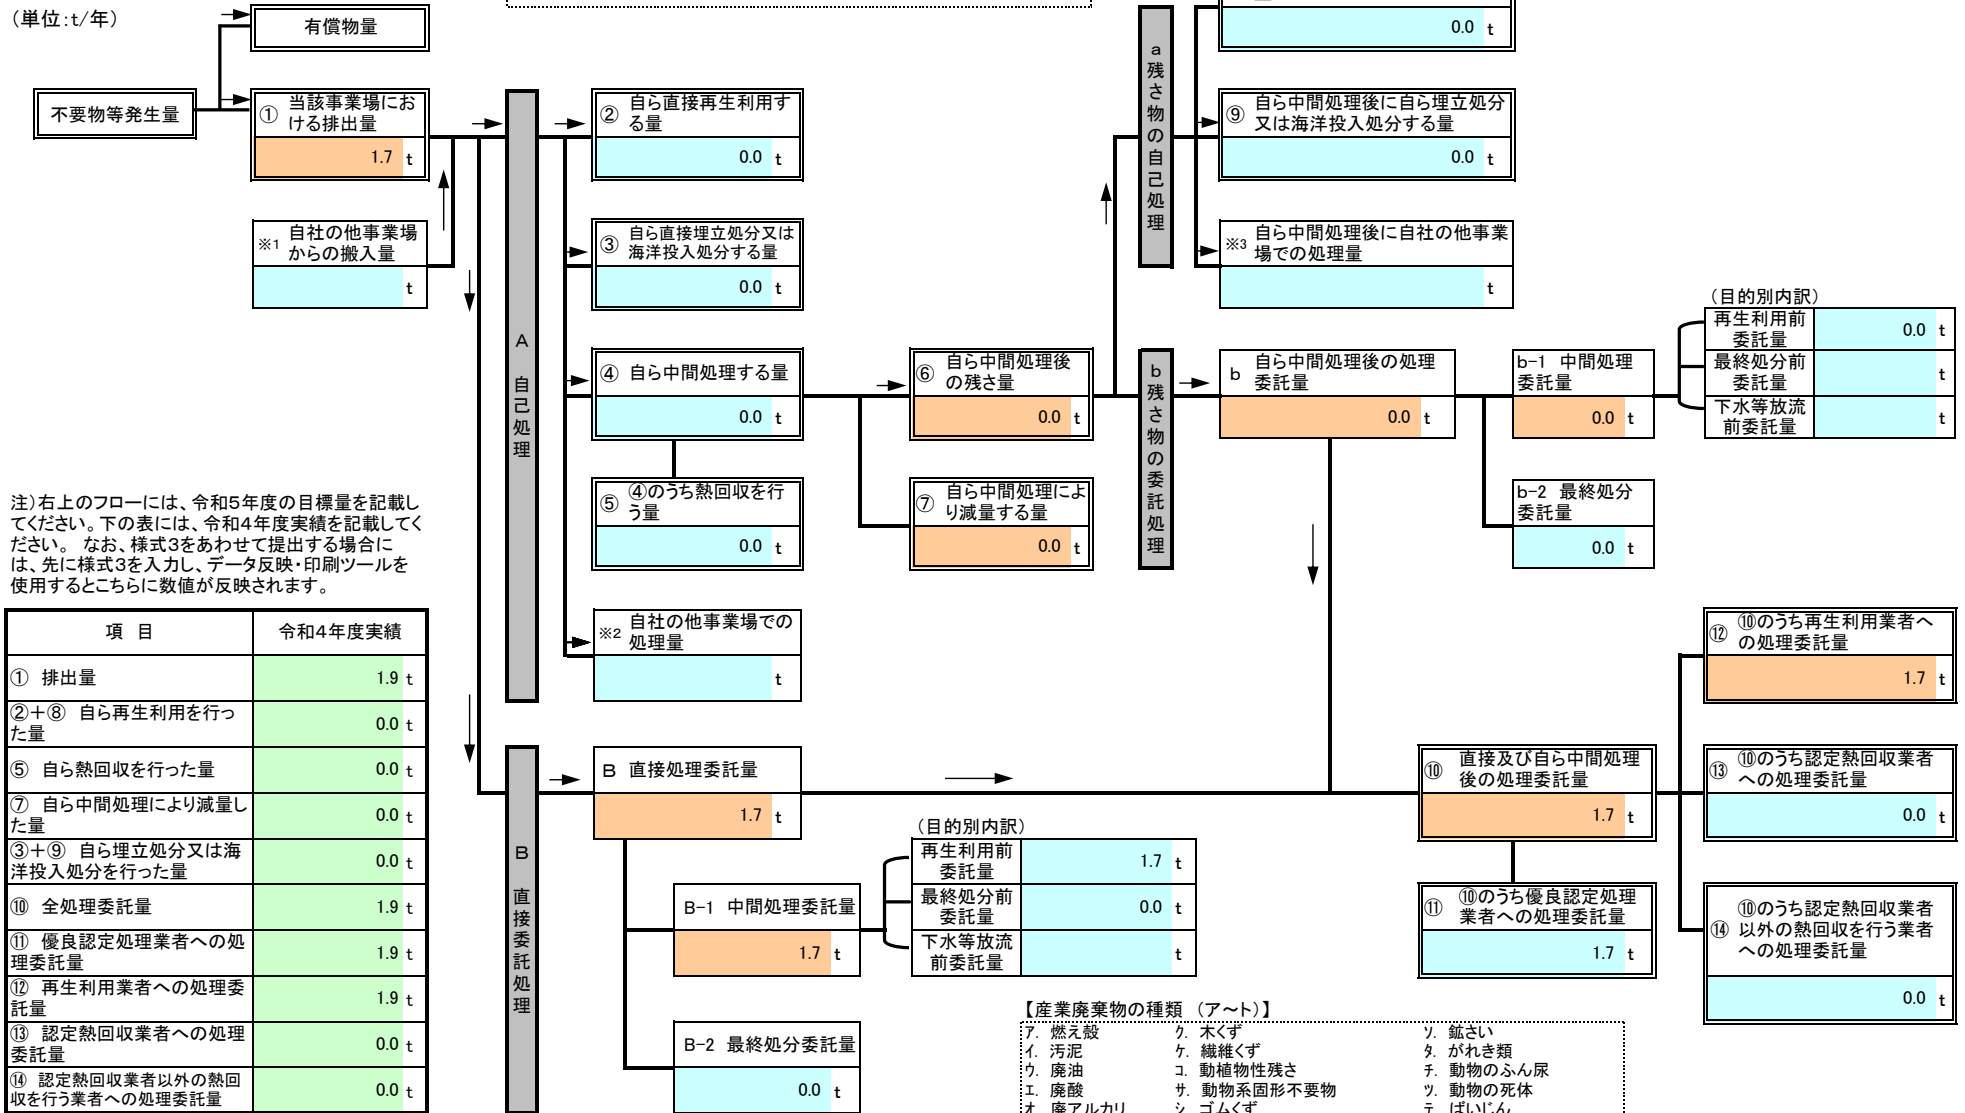 (単位:t/年)
有償物量
不要物等発生量
① 当該事業場にお
ける排出量
1.7 t
※1 自社の他事業場
からの搬入量
t
A 自己処理
② 自ら直接再生利用す
る量
0.0 t
③ 自ら直接埋立処分又は
海洋投入処分する量
0.0 t
④ 自ら中間処理する量
0.0 t
⑤ ④のうち熱回収を行
う量
0.0 t
※2 自社の他事業場での
処理量
t
⑥ 自ら中間処理後
の残さ量
0.0 t
⑦ 自ら中間処理によ
り減量する量
0.0 t
a 残さ物の自己処理
0.0 t
⑨ 自ら中間処理後に自ら埋立処分
又は海洋投入処分する量
0.0 t
※3 自ら中間処理後に自社の他事業
場での処理量
t
b 残さ物の委託処理
b 自ら中間処理後の処理
委託量
0.0 t
b-1 中間処理
委託量
0.0 t
(目的別内訳)
再生利用前
委託量
0.0 t
最終処分前
委託量
t
下水等放流
前委託量
t
b-2 最終処分
委託量
0.0 t
注)右上のフローには、令和5年度の目標量を記載し
てください。下の表には、令和4年度実績を記載してく
ださい。 なお、様式3をあわせて提出する場合に
は、先に様式3を入力し、データ反映・印刷ツールを
使用するとこちらに数値が反映されます。
項 目 令和4年度実績
① 排出量 1.9 t
②+⑧ 自ら再生利用を行っ
た量 0.0 t
⑤ 自ら熱回収を行った量 0.0 t
⑦ 自ら中間処理により減量し
た量 0.0 t
③+⑨ 自ら埋立処分又は海
洋投入処分を行った量 0.0 t
⑩ 全処理委託量 1.9 t
⑪ 優良認定処理業者への処
理委託量 1.9 t
⑫ 再生利用業者への処理委
託量 1.9 t
⑬ 認定熱回収業者への処理
委託量 0.0 t
⑭ 認定熱回収業者以外の熱回
収を行う業者への処理委託量 0.0 t
B 直接委託処理
B 直接処理委託量
1.7 t
B-1 中間処理委託量
1.7 t
(目的別内訳)
再生利用前
委託量
1.7 t
最終処分前
委託量
0.0 t
下水等放流
前委託量
t
B-2 最終処分委託量
0.0 t
⑩ 直接及び自ら中間処理
後の処理委託量
1.7 t
⑪ ⑩のうち優良認定処理
業者への処理委託量
1.7 t
⑫ ⑩のうち再生利用業者へ
の処理委託量
1.7 t
⑬ ⑩のうち認定熱回収業者
への処理委託量
0.0 t
⑭ ⑩のうち認定熱回収業者
以外の熱回収を行う業者
への処理委託量
0.0 t
【産業廃棄物の種類 (ア~ト)】
ア. 燃え殻 ク. 木くず ソ. 鉱さい
イ. 汚泥 ケ. 繊維くず タ. がれき類
ウ. 廃油 コ. 動植物性残さ チ. 動物のふん尿
エ. 廃酸 サ. 動物系固形不要物 ツ. 動物の死体
オ. 廃アルカリ シ. ゴムくず テ. ばいじん